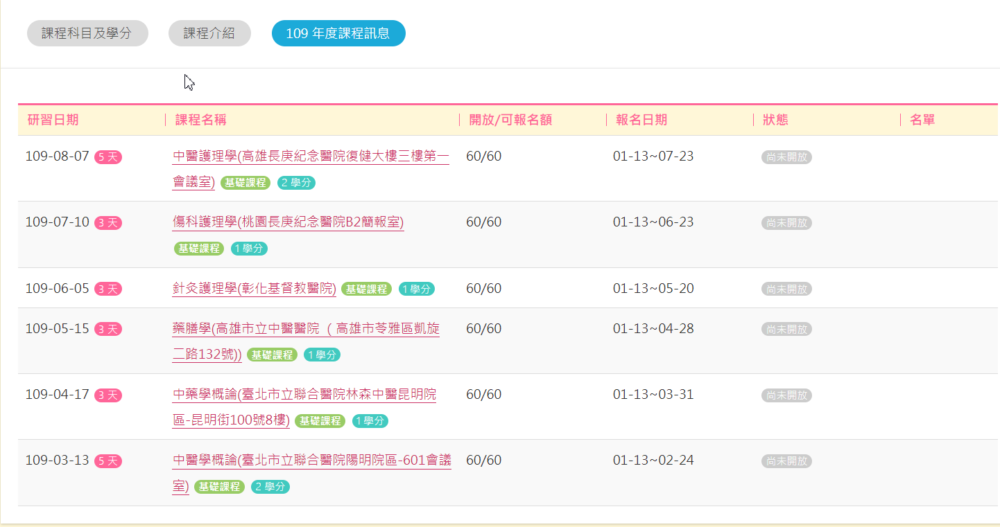 課程科目及學分 課程介紹 109 年度課程訊息
研習日期 課程名稱 開放/可報名額 報名日期 狀態 名單
109-08-07 5 天 中醫護理學(高雄長庚紀念醫院復健大樓三樓第一 60/60 01-13~07-23 尚未開放
會議室) 基礎課程 2 學分
109-07-10 3 天 傷科護理學(桃園長庚紀念醫院B2簡報室) 60/60 01-13~06-23 尚未開放
基礎課程 1 學分
109-06-05 3 天 針灸護理學(彰化基督教醫院) 基礎課程 1 學分 60/60 01-13~05-20 尚未開放
109-05-15 3 天 藥膳學(高雄市立中醫醫院 （高雄市苓雅區凱旋 60/60 01-13~04-28 尚未開放
二路132號)) 基礎課程 1 學分
109-04-17 3 天 中藥學概論(臺北市立聯合醫院林森中醫昆明院 60/60 01-13~03-31 尚未開放
區-昆明街100號8樓) 基礎課程 1 學分
109-03-13 5 天 中醫學概論(臺北市立聯合醫院陽明院區-601會議 60/60 01-13~02-24 尚未開放
室) 基礎課程 2 學分